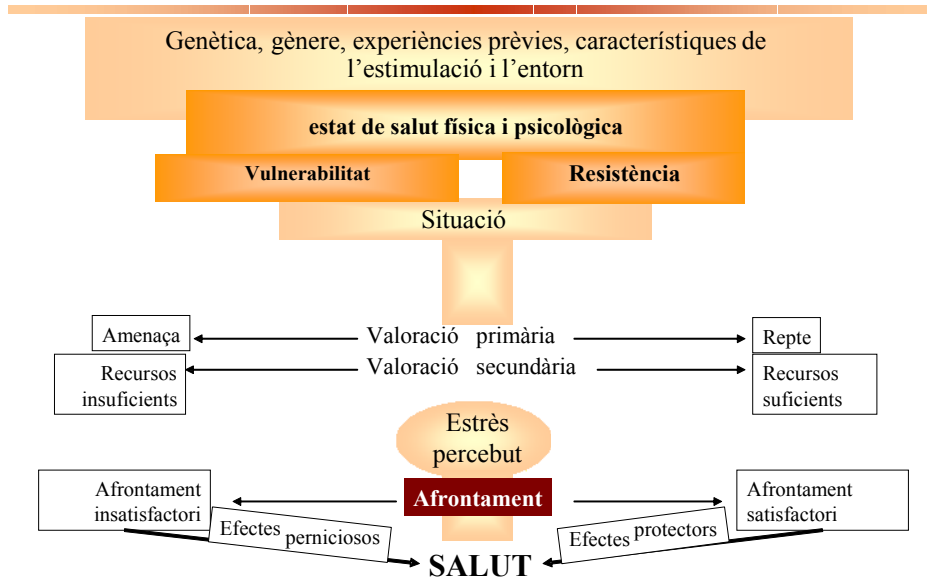 Genètica, gènere, experiències prèvies, característiques de
l'estimulació i l'entorn
estat de salut física i psicològica
Vulnerabilitat
Resistència
Situació
Amenaça
Valoració primària
Repte
Recursos
insuficients
Valoració secundària
Recursos
suficients
Estrès
percebut
Afrontament
insatisfactori
Afrontament
Afrontament
satisfactori
Efectes perniciosos
Efectes protectors
SALUT